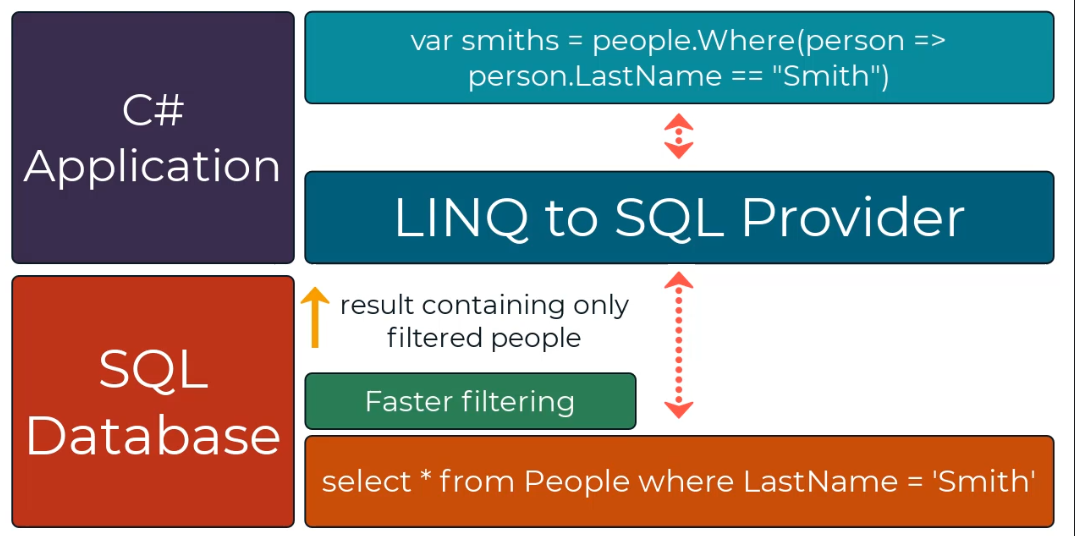 C#
Application
var smiths = people.Where(person =>
person.LastName == "Smith")
LINQ to SQL Provider
SQL
Database
result containing only
filtered people
Faster filtering
select * from People where LastName = 'Smith'